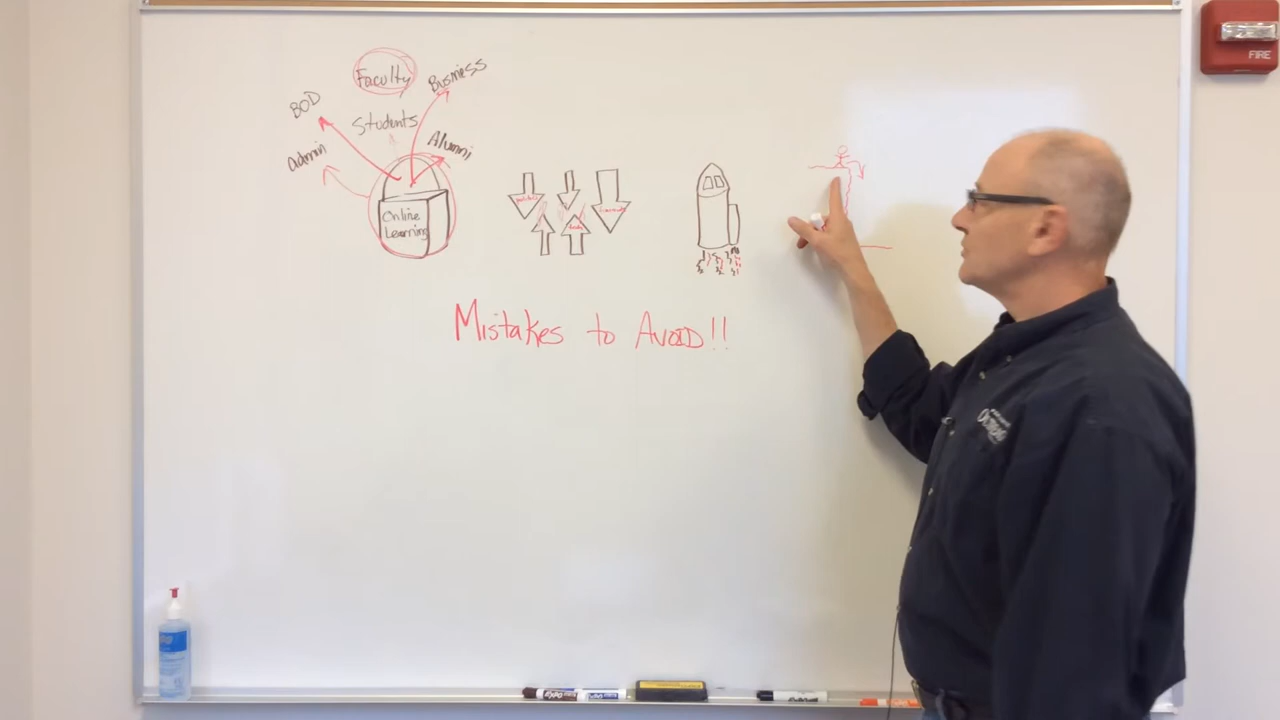 Faculty
Business
BOD
Students
Alumni
Admin
Online
Learning
Mistakes to AVOID!!
FIRE